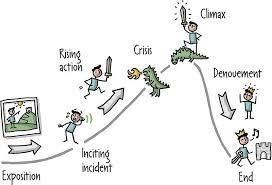 Climax
Rising
action
Crisis
Denouement
Exposition
Inciting
incident
End